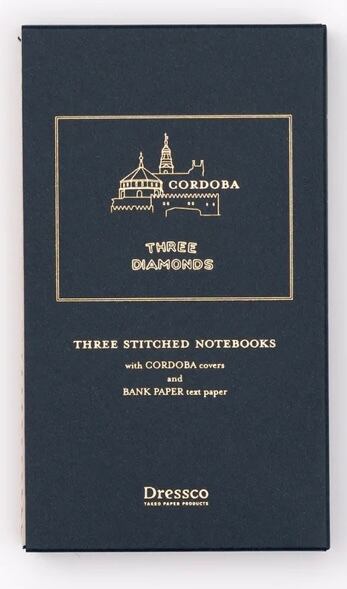 CORDOBA
THREE
DIAMONDS
THREE STITCHED NOTEBOOKS
with CORDOBA covers
and
BANK PAPER text paper
Dressco
TAKEO PAPER PRODUCTS